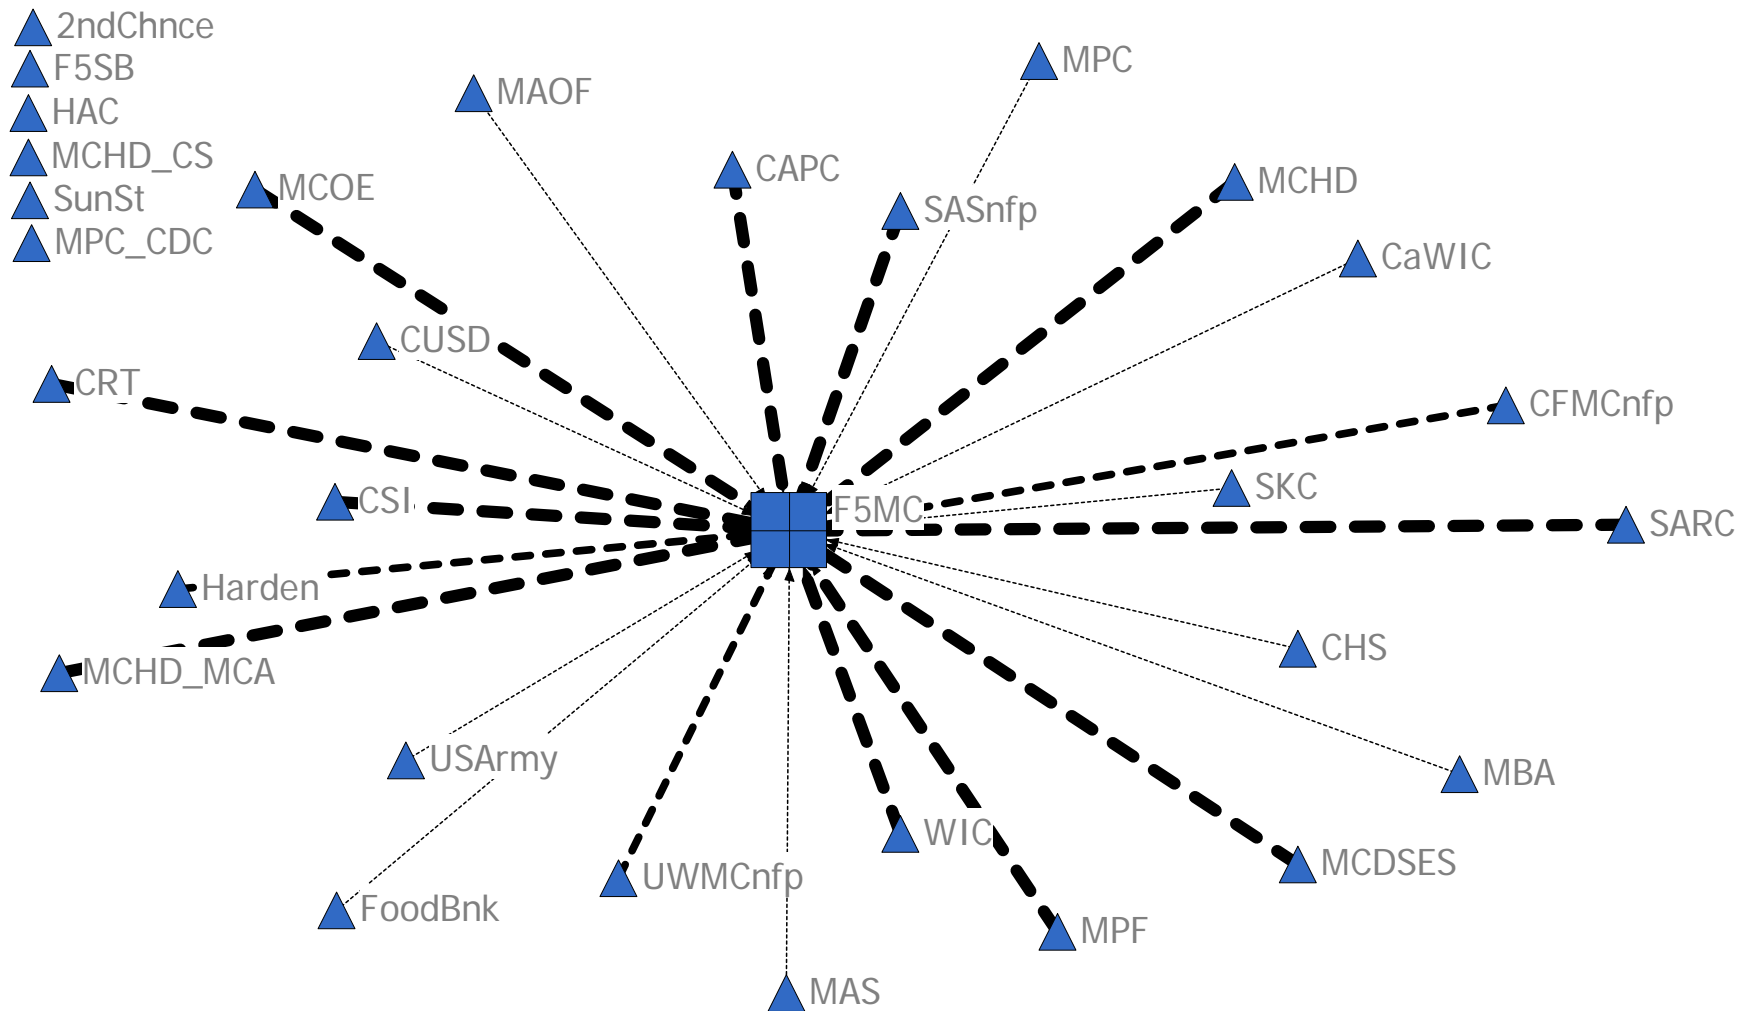 2ndChnce
F5SB
HAC
MCHD_CS
SunSt
MPC_CDC
MPC
MAOF
CAPC
MCHD
MCOE
SASnfp
CaWIC
CUSD
CRT
CFMCnfp
SKC
CSI
F5MC
SARC
Harden
CHS
MCHD_MCA
USArmy
MBA
WIC
MCDSES
UWMCnfp
FoodBnk
MPF
MAS